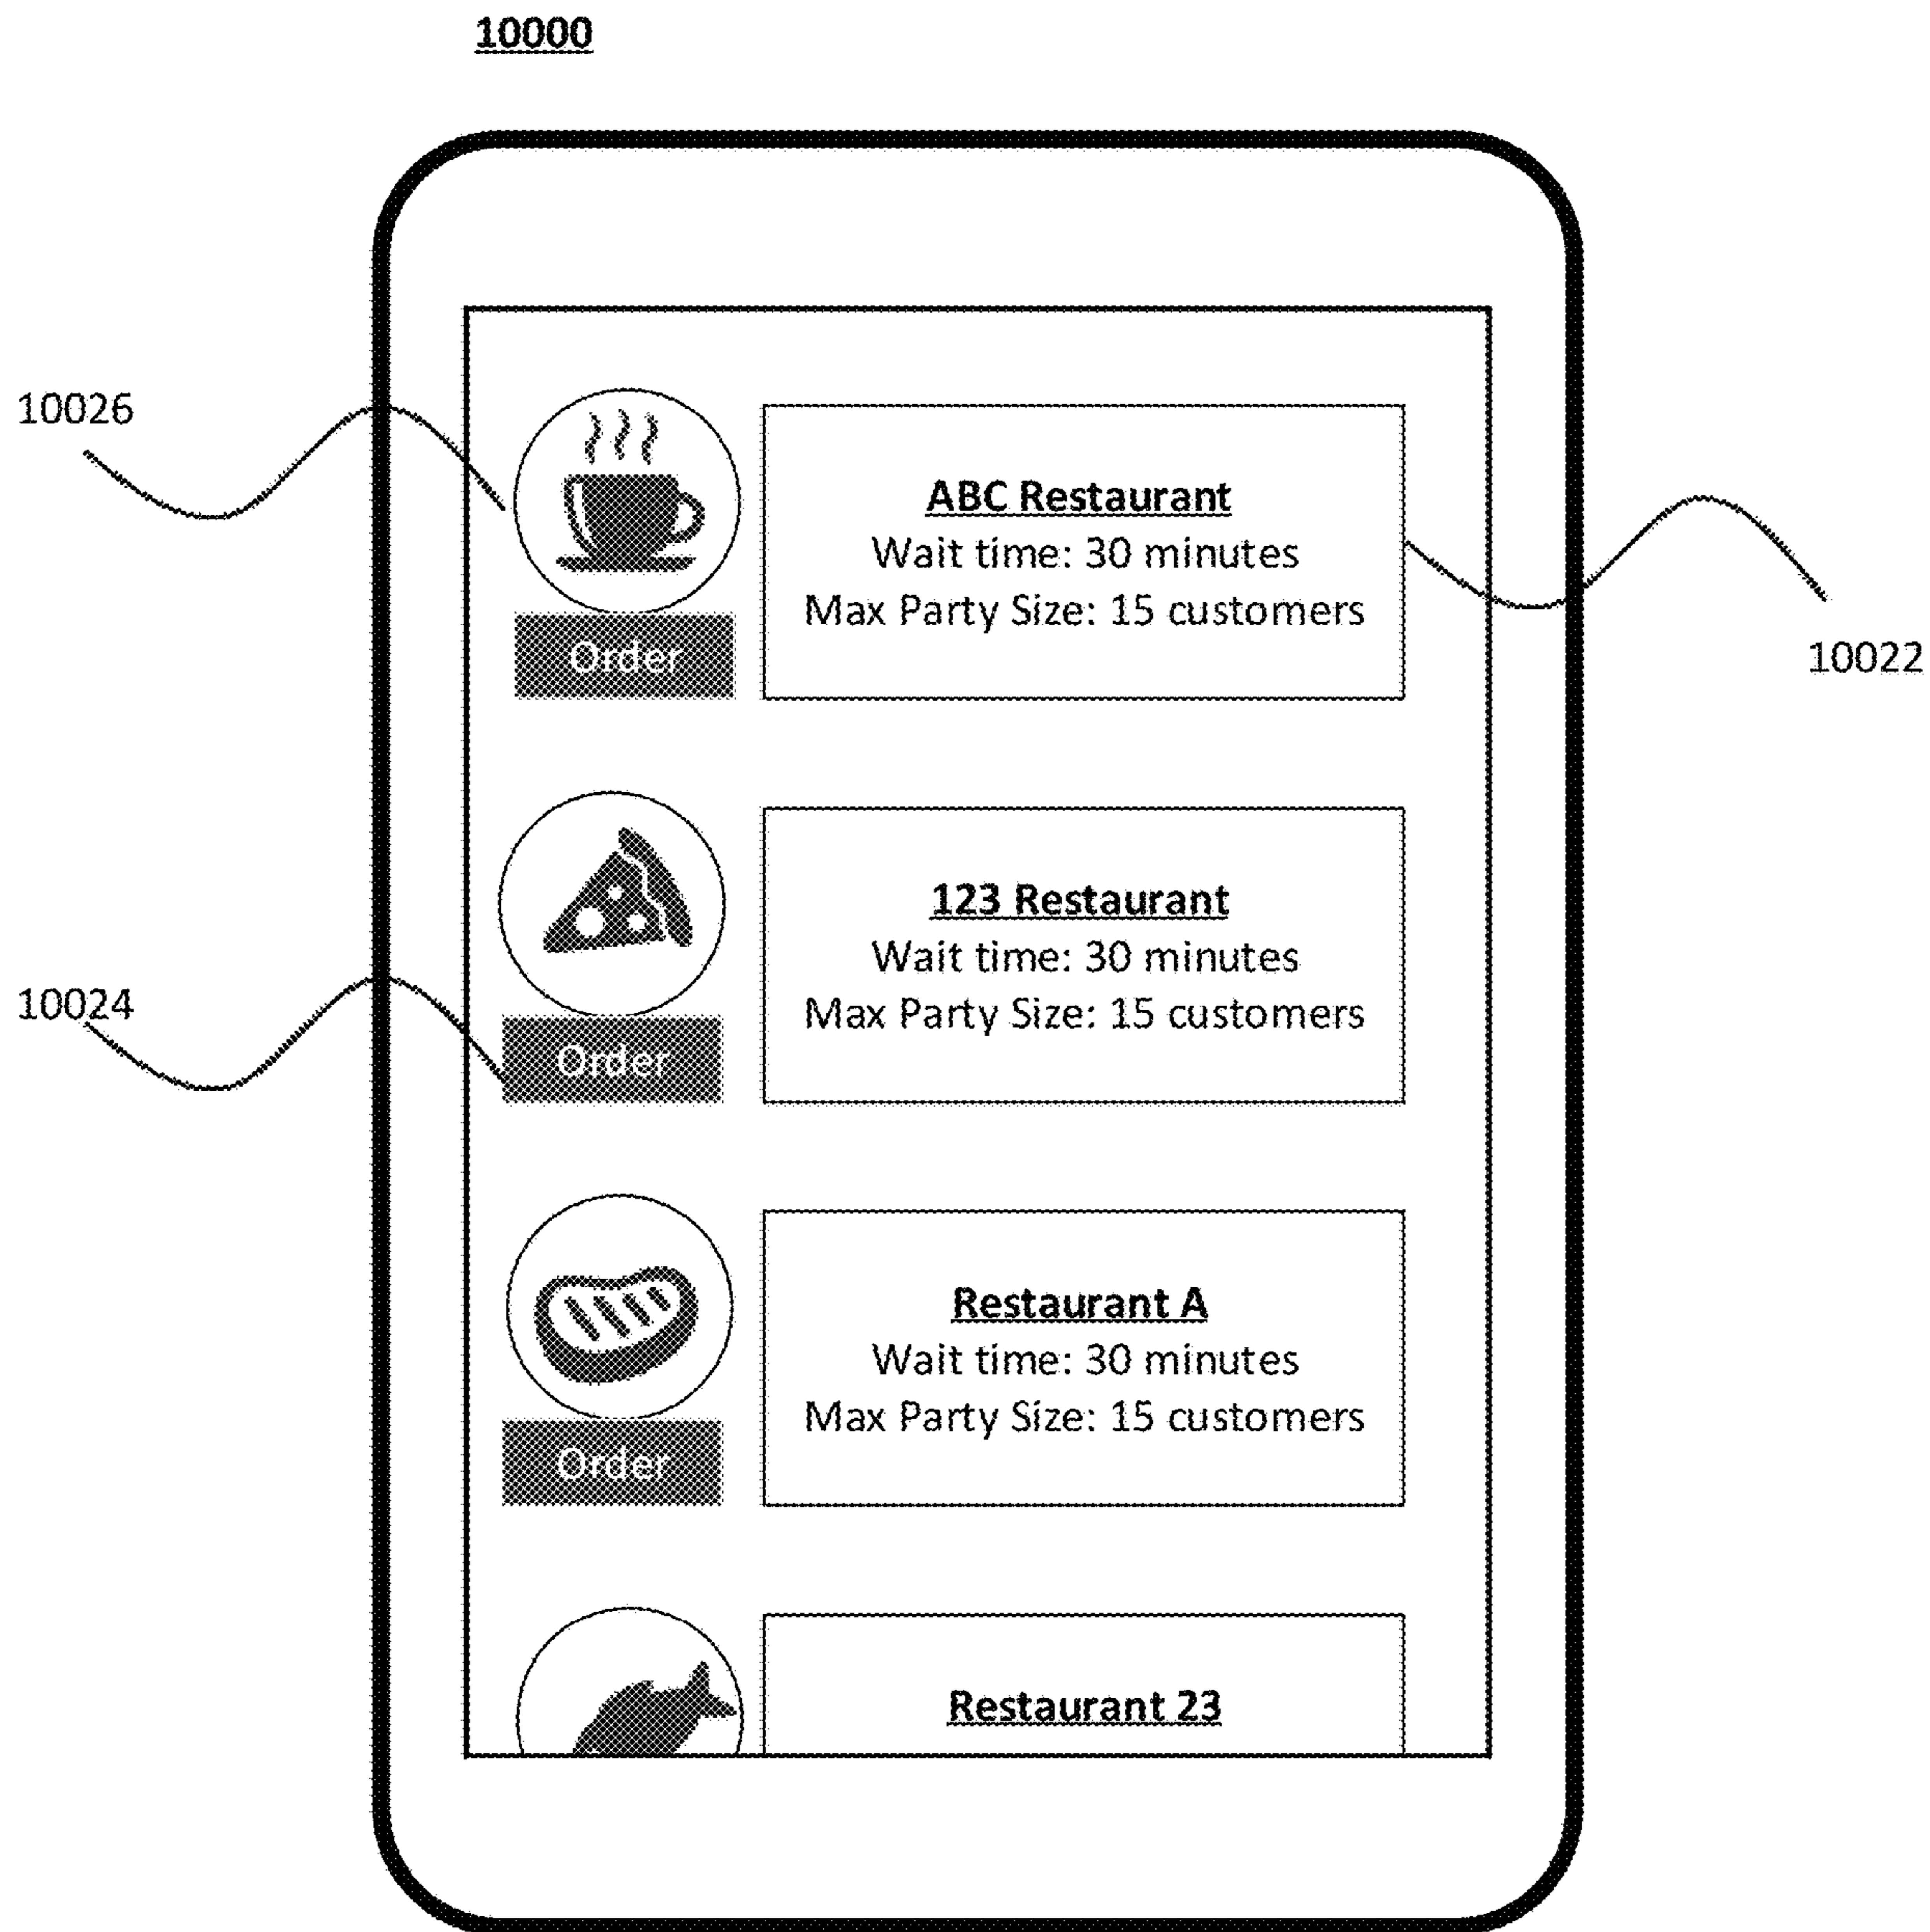 10000
10026
ABC Restaurant
Wait time: 30 minutes
Max Party Size: 15 customers
Order
10022
123 Restaurant
Wait time: 30 minutes
Max Party Size: 15 customers
10024
Order
Restaurant A
Wait time: 30 minutes
Max Party Size: 15 customers
Order
Restaurant 23